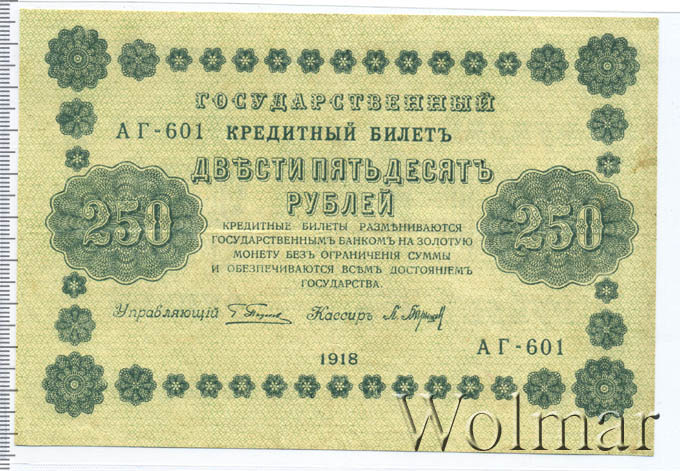 ГОСУДАРСТВЕННЫЙ
АГ-601 КРЕДИТНЫЙ БИЛЕТЪ
ДВѢСТИ ПЯТЬДЕСЯТЪ
РУБЛЕЙ
250
250
КРЕДИТНЫЕ БИЛЕТЫ РАЗМѢНИВАЮТСЯ
ГОСУДАРСТВЕННЫМЪ БАНКОМЪ НА ЗОЛОТУЮ
МОНЕТУ БЕЗЪ ОГРАНИЧЕНІЯ СУММЫ
И ОБЕЗПЕЧИВАЮТСЯ ВСѢМЪ ДОСТОЯНІЕМЪ
ГОСУДАРСТВА.
Управляющій Кассиръ
1918
АГ-601
Wolmar